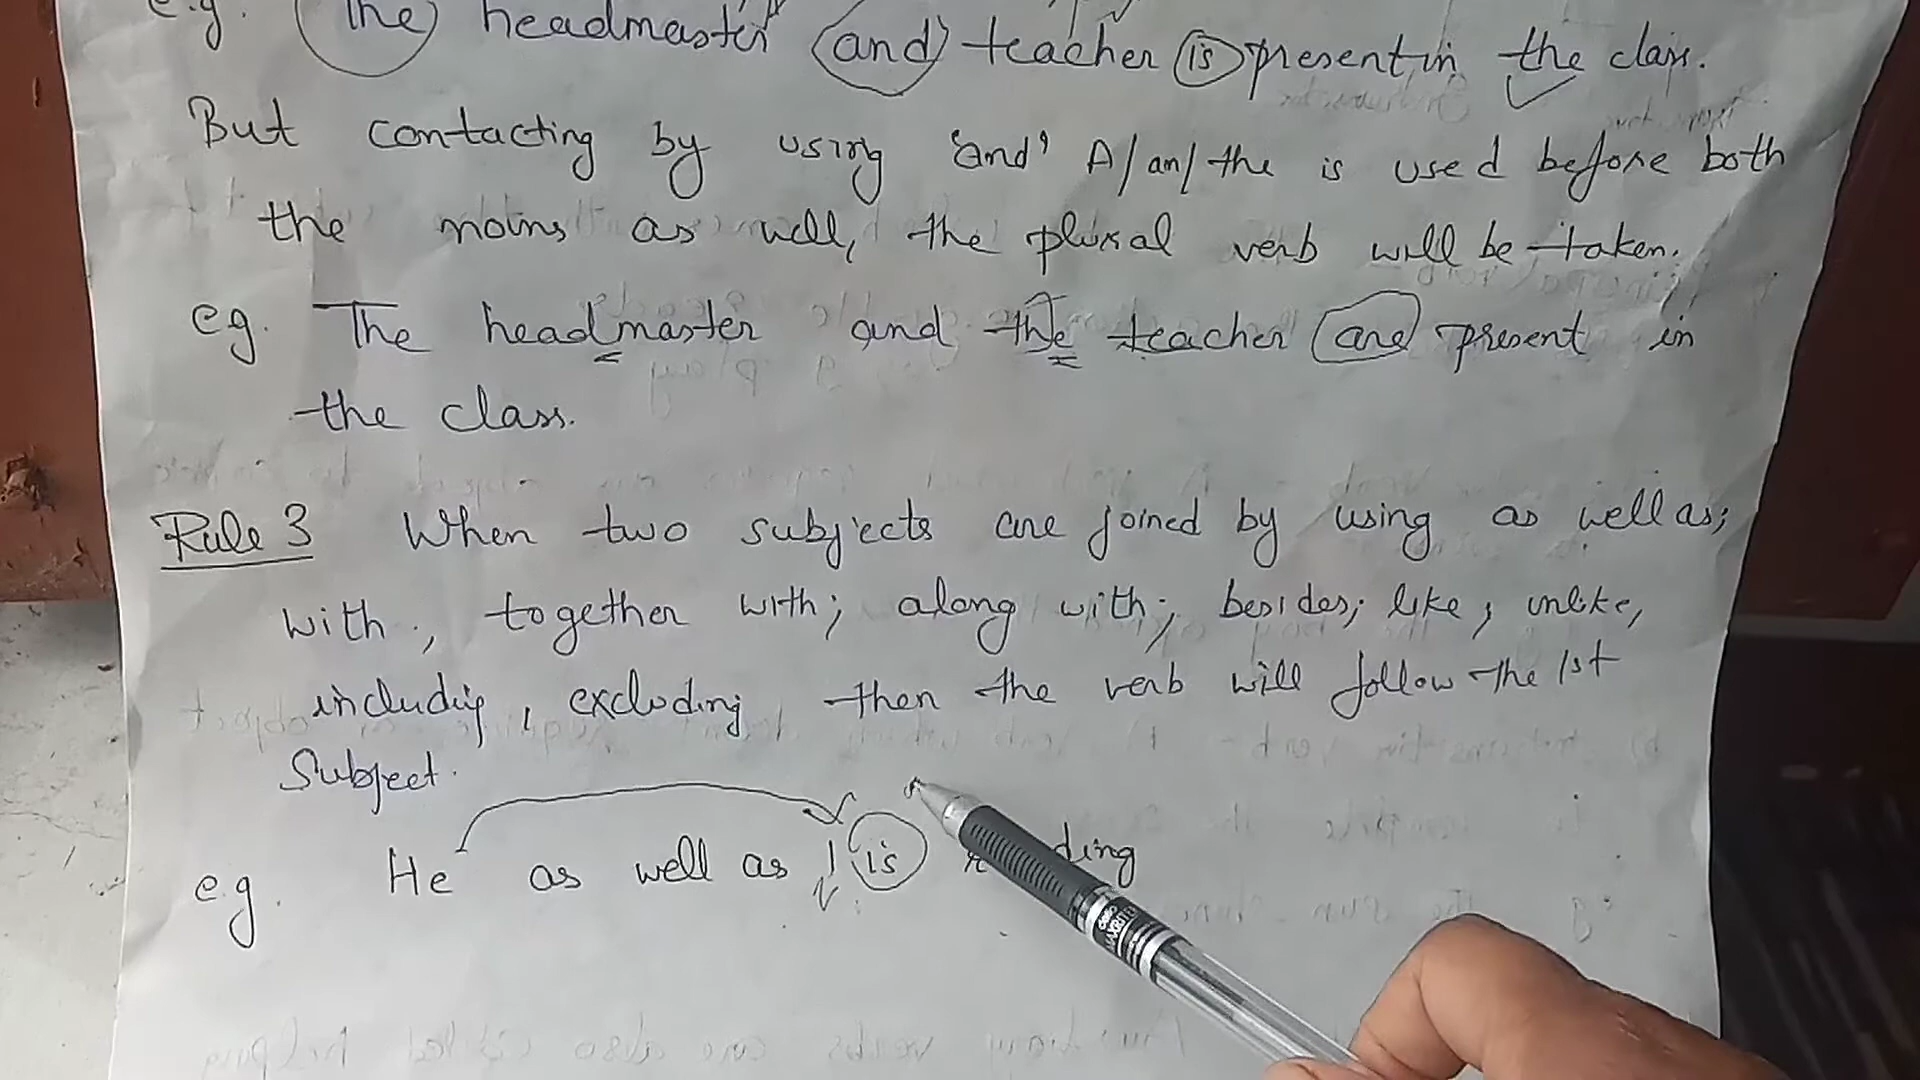 e.g. The headmaster and teacher is present in the class.
But contacting by using 'and' A/an/the is used before both
the nouns as well, the plural verb will be taken.
eg. The headmaster and the teacher are present in
the class.
Rule 3 When two subjects are joined by using as well as;
with, together with; along with; besides; like; unlike,
including, excluding then the verb will follow the 1st
Subject.
e.g. He as well as I is